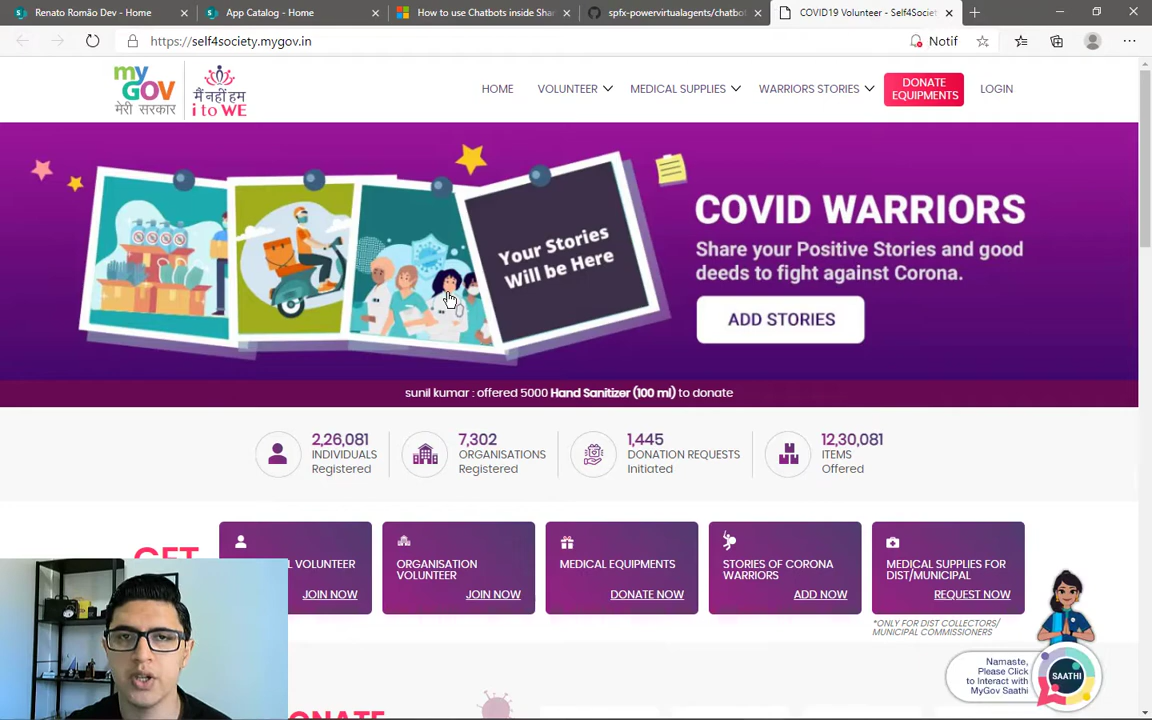 Renato Romão Dev - Home
App Catalog - Home
How to use Chatbots inside Shar
spfx-powervirtualagents/chatbot
COVID19 Volunteer - Self4Societ
https://self4society.mygov.in
Notif
my
GOV
मेरी सरकार
मैं नहीं हम
i to WE
HOME
VOLUNTEER
MEDICAL SUPPLIES
WARRIORS STORIES
DONATE
EQUIPMENTS
LOGIN
Your Stories
Will be Here
COVID WARRIORS
Share your Positive Stories and good
deeds to fight against Corona.
ADD STORIES
sunil kumar : offered 5000 Hand Sanitizer (100 ml) to donate
2,26,081
INDIVIDUALS
Registered
7,302
ORGANISATIONS
Registered
1,445
DONATION REQUESTS
Initiated
12,30,081
ITEMS
Offered
GET
VOLUNTEER
JOIN NOW
ORGANISATION
VOLUNTEER
JOIN NOW
MEDICAL EQUIPMENTS
DONATE NOW
STORIES OF CORONA
WARRIORS
ADD NOW
MEDICAL SUPPLIES FOR
DIST/MUNICIPAL
REQUEST NOW
*ONLY FOR DIST COLLECTORS/
MUNICIPAL COMMISSIONERS
Namaste,
Please Click
to Interact with
MyGov Saathi
SAATHI
DONATE